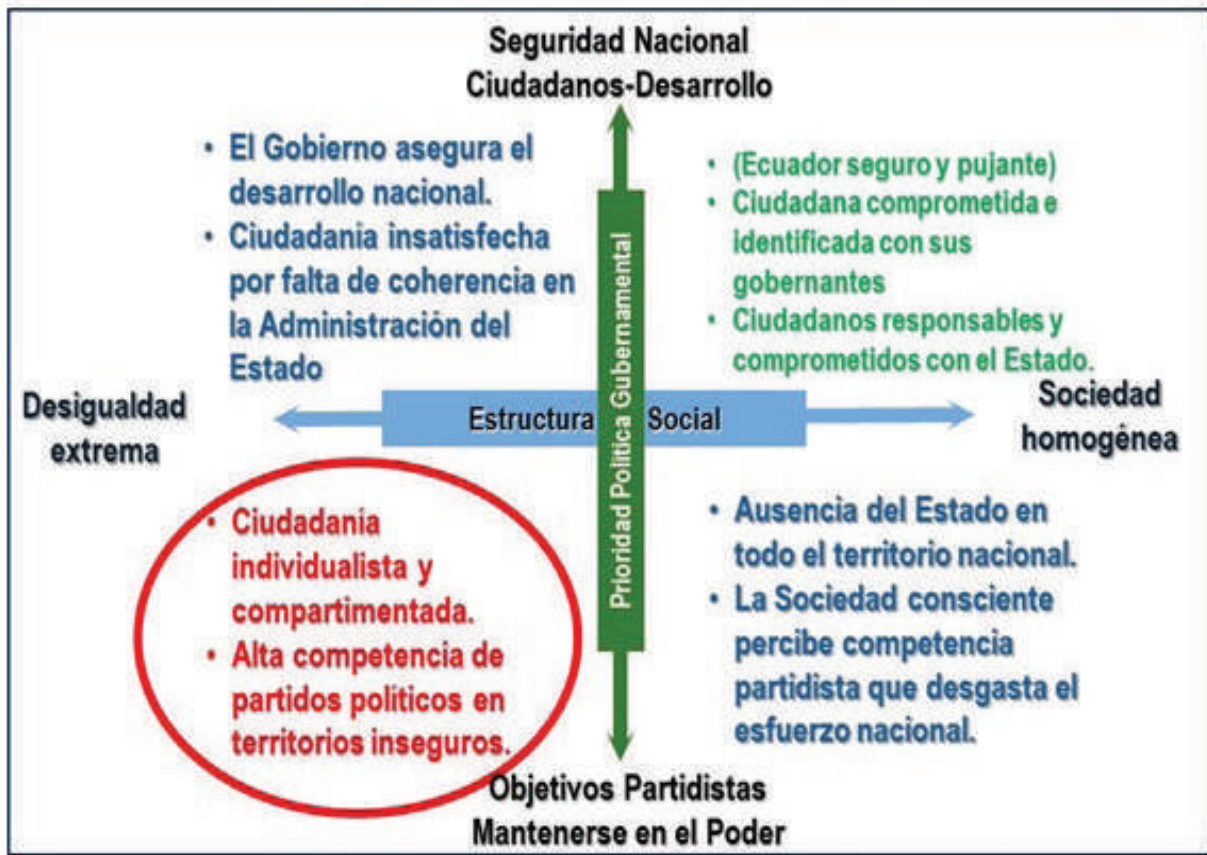 Seguridad Nacional
Ciudadanos-Desarrollo
• El Gobierno asegura el
desarrollo nacional.
• Ciudadanía insatisfecha
por falta de coherencia en
la Administración del
Estado
• (Ecuador seguro y pujante)
• Ciudadana comprometida e
identificada con sus
gobernantes
• Ciudadanos responsables y
comprometidos con el Estado.
Desigualdad
extrema
Estructura Social
Prioridad Política Gubernamental
Sociedad
homogénea
• Ciudadanía
individualista y
compartimentada.
• Alta competencia de
partidos políticos en
territorios inseguros.
• Ausencia del Estado en
todo el territorio nacional.
• La Sociedad consciente
percibe competencia
partidista que desgasta el
esfuerzo nacional.
Objetivos Partidistas
Mantenerse en el Poder